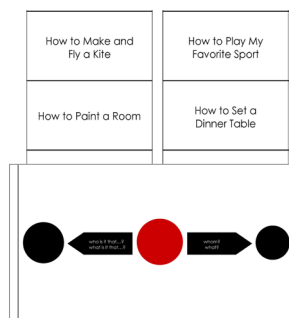 How to Make and
Fly a Kite
How to Play My
Favorite Sport
How to Paint a Room
How to Set a
Dinner Table
who is it that...?
what is it that...?
whom?
what?